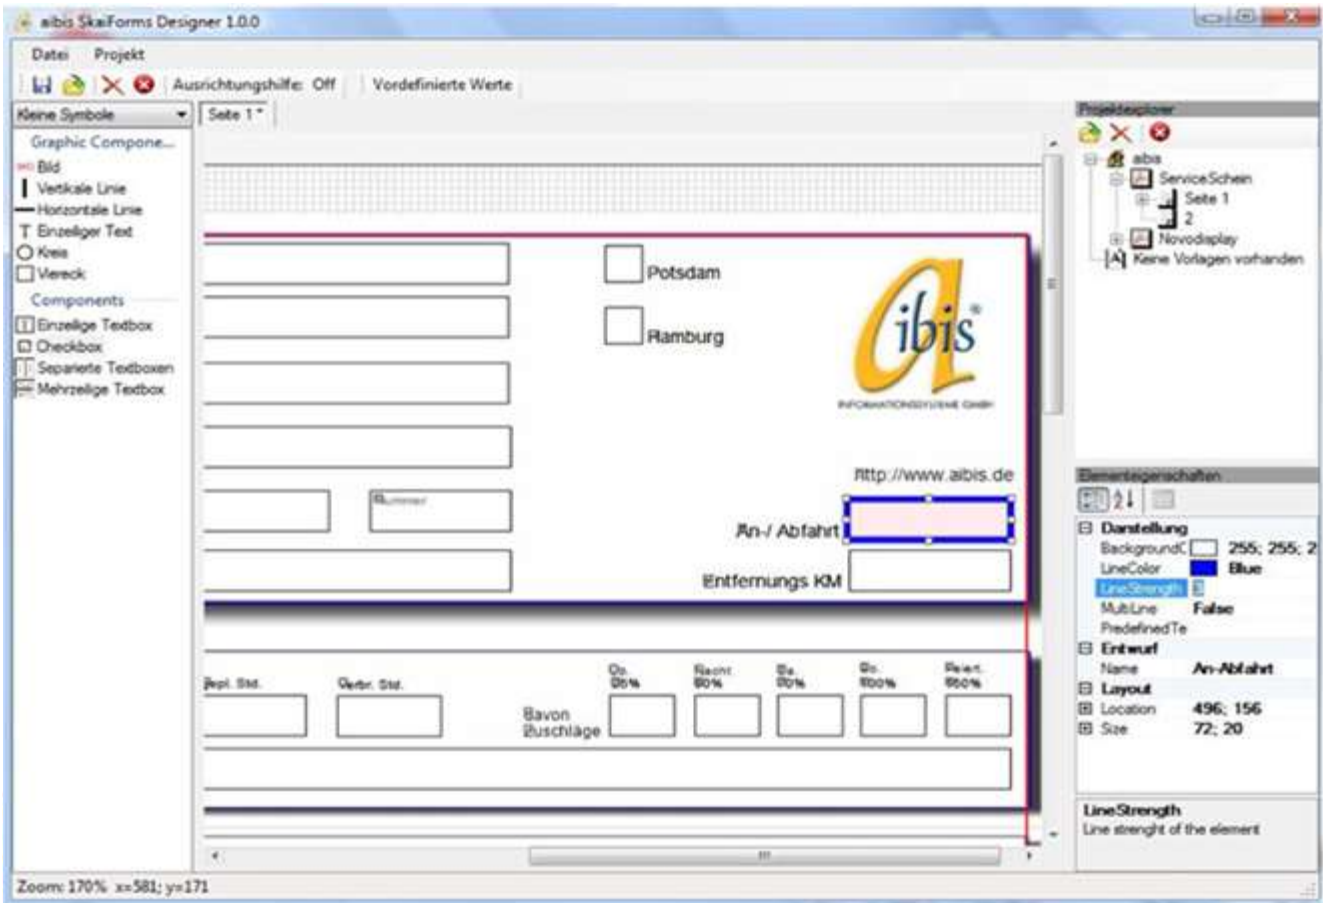 aibis SkaiForms Designer 1.0.0
Datei Projekt
Ausrichtungshilfe: Off Vordefinierte Werte
Kleine Symbole
Seite 1 *
Graphic Compone...
Bild
Vertikale Linie
Horizontale Linie
Einzeiliger Text
Kreis
Viereck
Components
Einzeilige Textbox
Checkbox
Separierte Textboxen
Mehrzeilige Textbox
Potsdam
Hamburg
aibis®
INFORMATIONSSYSTEME GMBH
http://www.aibis.de
Nummer
An-/ Abfahrt
Entfernungs KM
Repl. Std.
Verbr. Std.
Davon
Zuschläge
Nacht
Feiert.
Projektexplorer
aibis
ServiceSchein
Seite 1
2
Novodisplay
Keine Vorlagen vorhanden
Elementeigenschaften
Darstellung
BackgroundC 255; 255; 2
LineColor Blue
LineStrength
MultiLine False
PredefinedTe
Entwurf
Name An-Abfahrt
Layout
Location 496; 156
Size 72; 20
LineStrength
Line strenght of the element
Zoom: 170% x=581; y=171